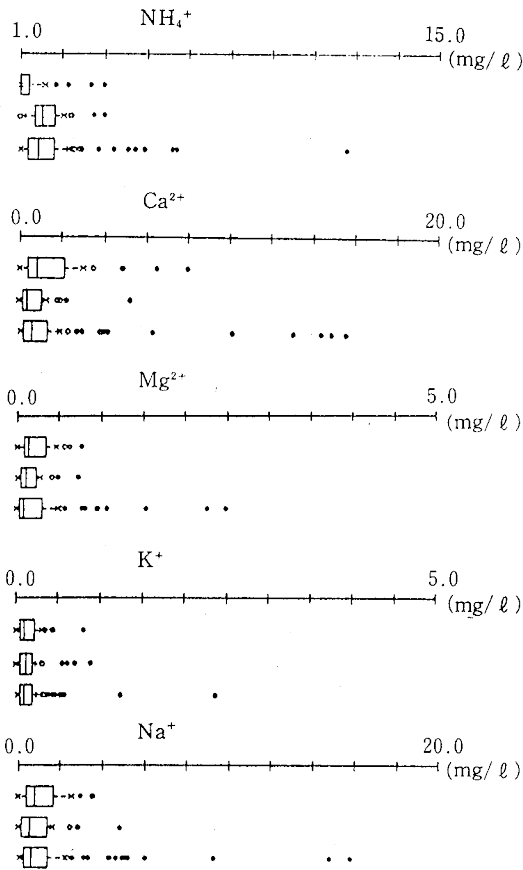 NH₄⁺
1.0 15.0
(mg/ℓ)
Ca²⁺
0.0 20.0
(mg/ℓ)
Mg²⁺
0.0 5.0
(mg/ℓ)
K⁺
0.0 5.0
(mg/ℓ)
Na⁺
0.0 20.0
(mg/ℓ)